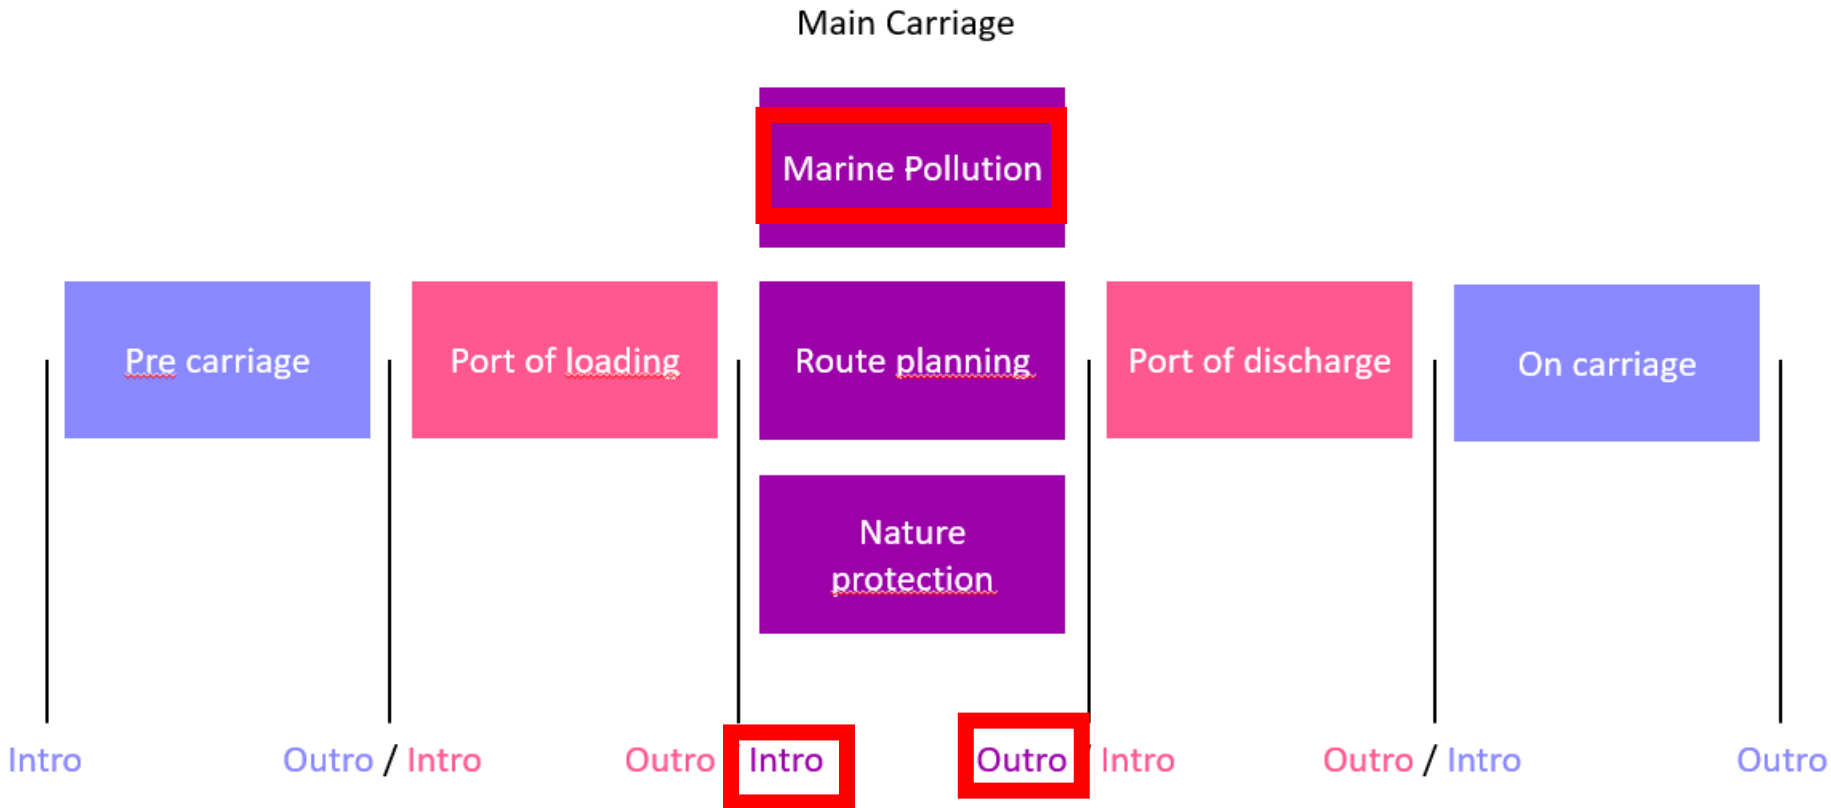 Main Carriage
Marine Pollution
Pre carriage
Port of loading
Route planning
Port of discharge
On carriage
Nature
protection
Intro
Outro / Intro
Outro Intro
Outro / Intro
Outro / Intro
Outro